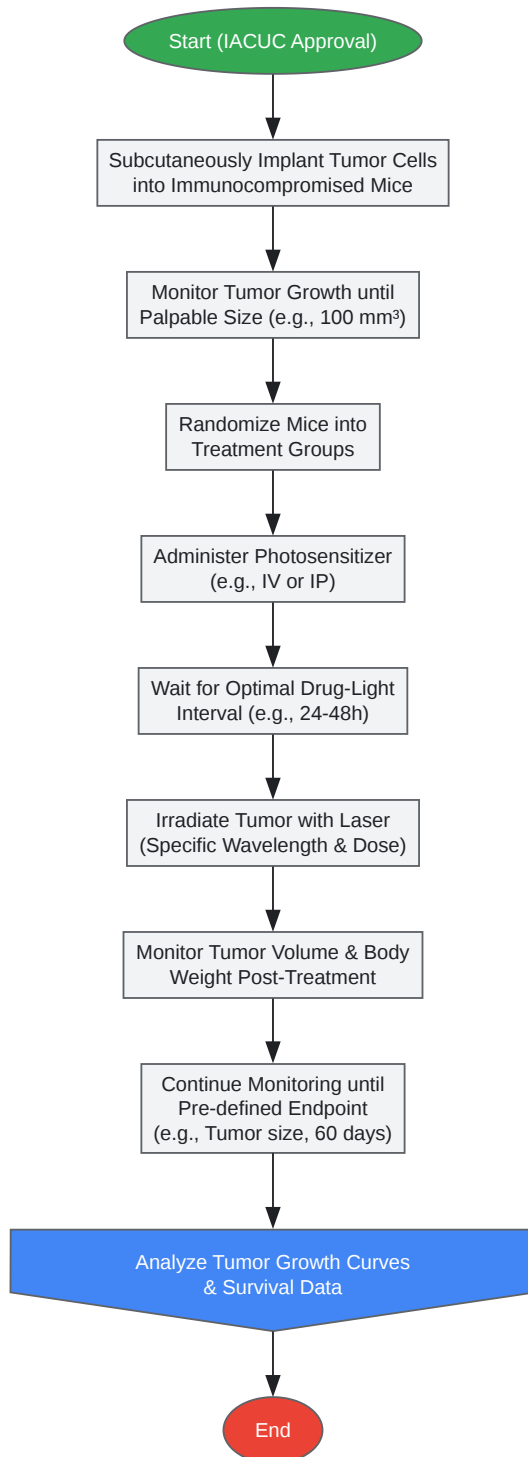 Start (IACUC Approval)
Subcutaneously Implant Tumor Cells
into Immunocompromised Mice
Monitor Tumor Growth until
Palpable Size (e.g., 100 mm³)
Randomize Mice into
Treatment Groups
Administer Photosensitizer
(e.g., IV or IP)
Wait for Optimal Drug-Light
Interval (e.g., 24-48h)
Irradiate Tumor with Laser
(Specific Wavelength & Dose)
Monitor Tumor Volume & Body
Weight Post-Treatment
Continue Monitoring until
Pre-defined Endpoint
(e.g., Tumor size, 60 days)
Analyze Tumor Growth Curves
& Survival Data
End